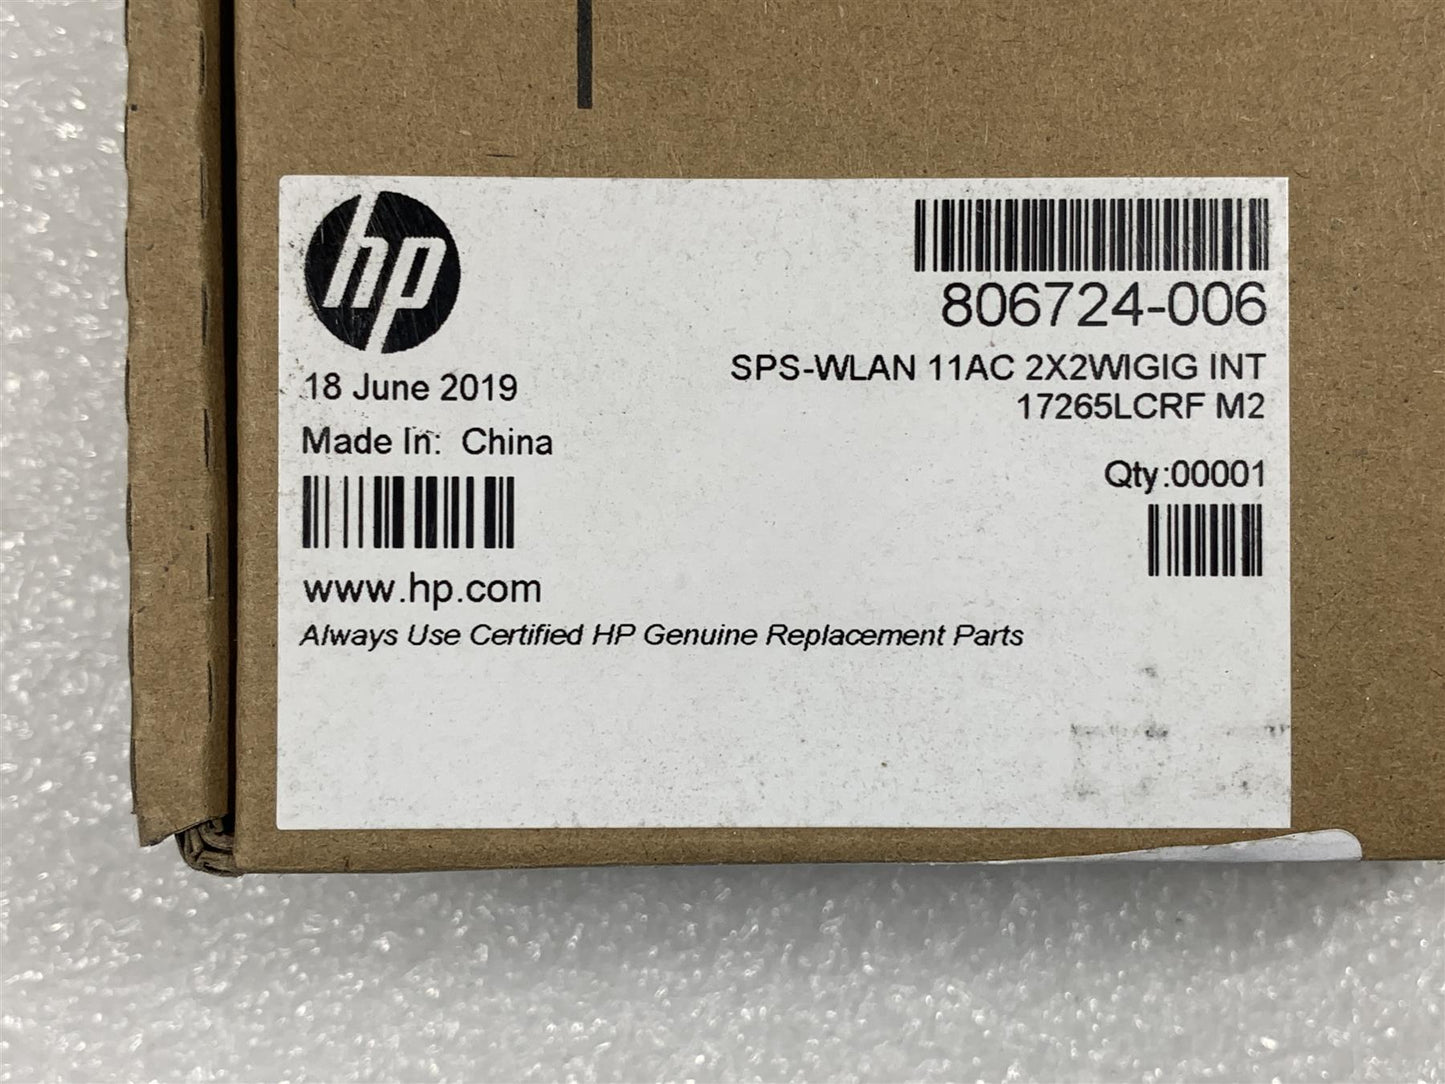 hp
806724-006
SPS-WLAN 11AC 2X2WIGIG INT
17265LCRF M2
18 June 2019
Made In: China
Qty:00001
www.hp.com
Always Use Certified HP Genuine Replacement Parts